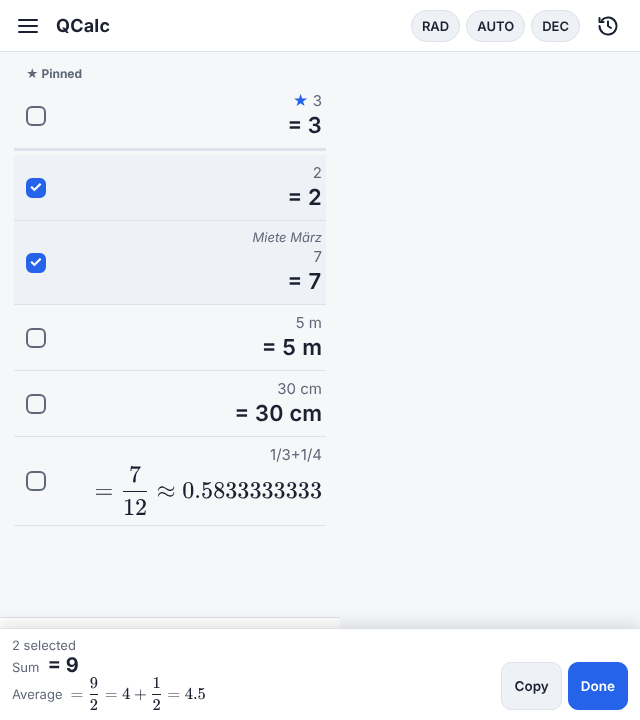 QCalc RAD AUTO DEC
★ Pinned
★ 3
= 3
2
= 2
Miete März
7
= 7
5 m
= 5 m
30 cm
= 30 cm
1/3+1/4
= 7/12 ≈ 0.5833333333
2 selected
Sum = 9
Average = 9/2 = 4 + 1/2 = 4.5
Copy Done